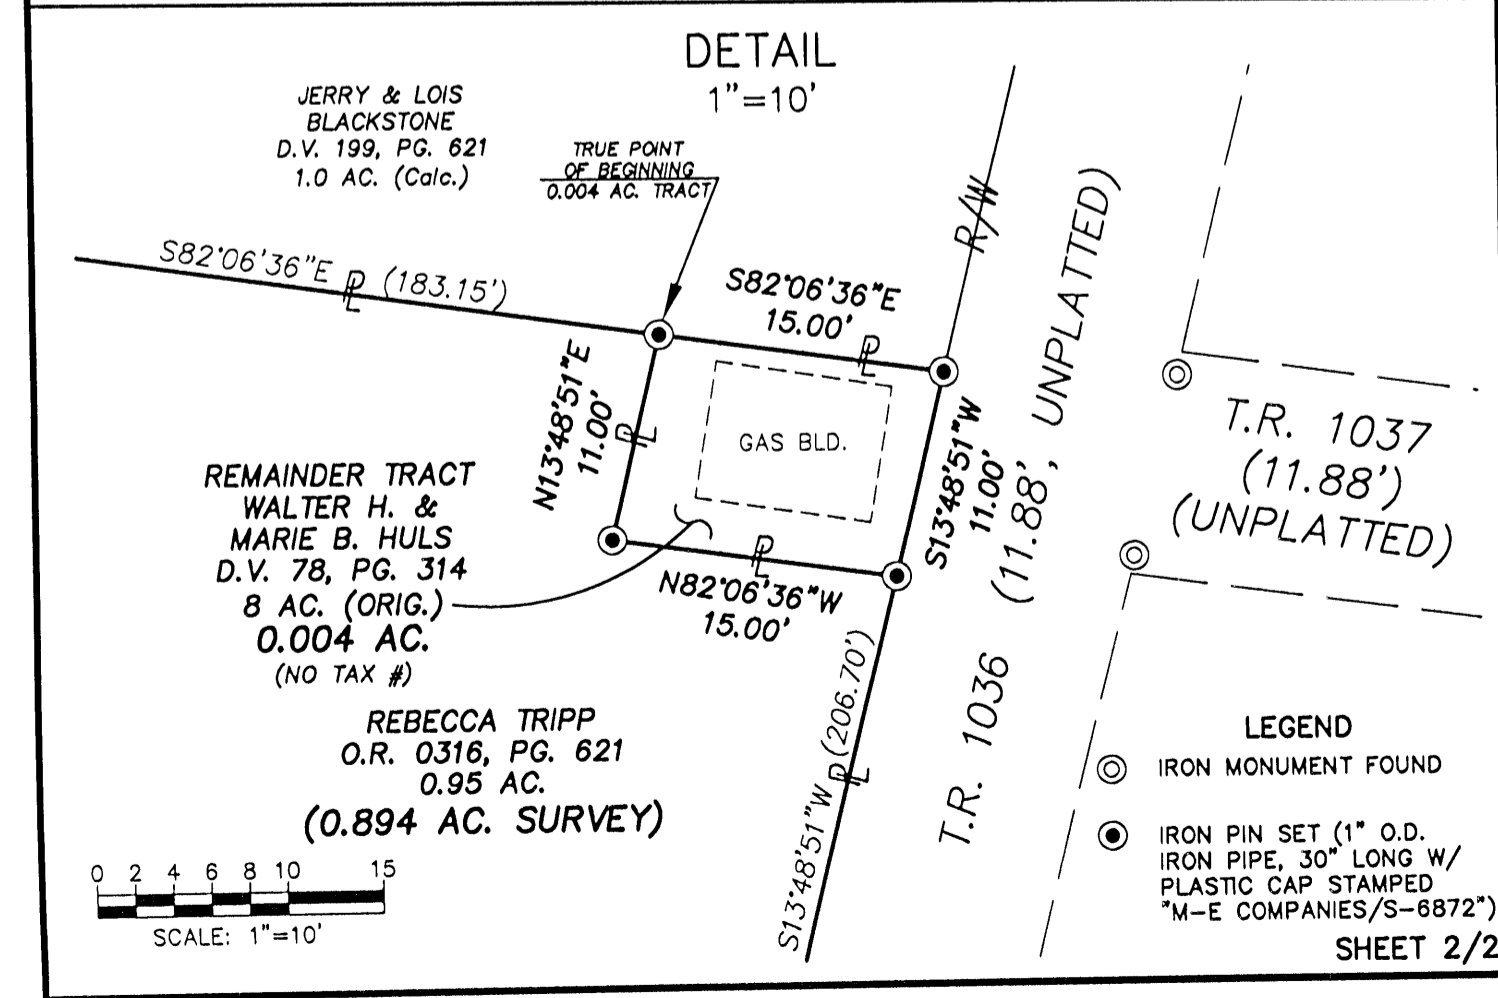 DETAIL
1"=10'
JERRY & LOIS
BLACKSTONE
D.V. 199, PG. 621
1.0 AC. (Calc.)
TRUE POINT
OF BEGINNING
0.004 AC. TRACT
R/W
S82°06'36"E PL (183.15')
S82°06'36"E
15.00'
PL
N13°48'51"E
11.00'
PL
GAS BLD.
S13°48'51"W
11.00'
N82°06'36"W
15.00'
PL
REMAINDER TRACT
WALTER H. &
MARIE B. HULS
D.V. 78, PG. 314
8 AC. (ORIG.)
0.004 AC.
(NO TAX #)
REBECCA TRIPP
O.R. 0316, PG. 621
0.95 AC.
(0.894 AC. SURVEY)
S13°48'51"W PL (206.70')
T.R. 1036 (11.88', UNPLATTED)
T.R. 1037
(11.88')
(UNPLATTED)
LEGEND
IRON MONUMENT FOUND
IRON PIN SET (1" O.D.
IRON PIPE, 30" LONG W/
PLASTIC CAP STAMPED
"M-E COMPANIES/S-6872")
0 2 4 6 8 10 15
SCALE: 1"=10'
SHEET 2/2